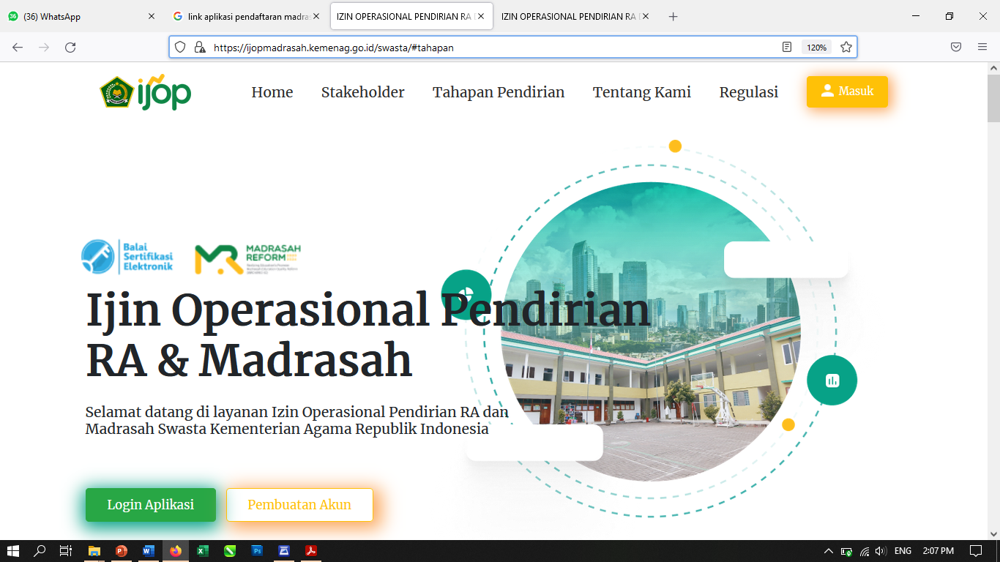 (36) WhatsApp
link aplikasi pendaftaran madras
IZIN OPERASIONAL PENDIRIAN RA
IZIN OPERASIONAL PENDIRIAN RA
https://ijopmadrasah.kemenag.go.id/swasta/#tahapan
120%
ijop
Home
Stakeholder
Tahapan Pendirian
Tentang Kami
Regulasi
Masuk
Balai
Sertifikasi
Elektronik
MADRASAH
REFORM
Ijin Operasional Pendirian
RA & Madrasah
Selamat datang di layanan Izin Operasional Pendirian RA dan
Madrasah Swasta Kementerian Agama Republik Indonesia
Login Aplikasi
Pembuatan Akun
ENG
2:07 PM